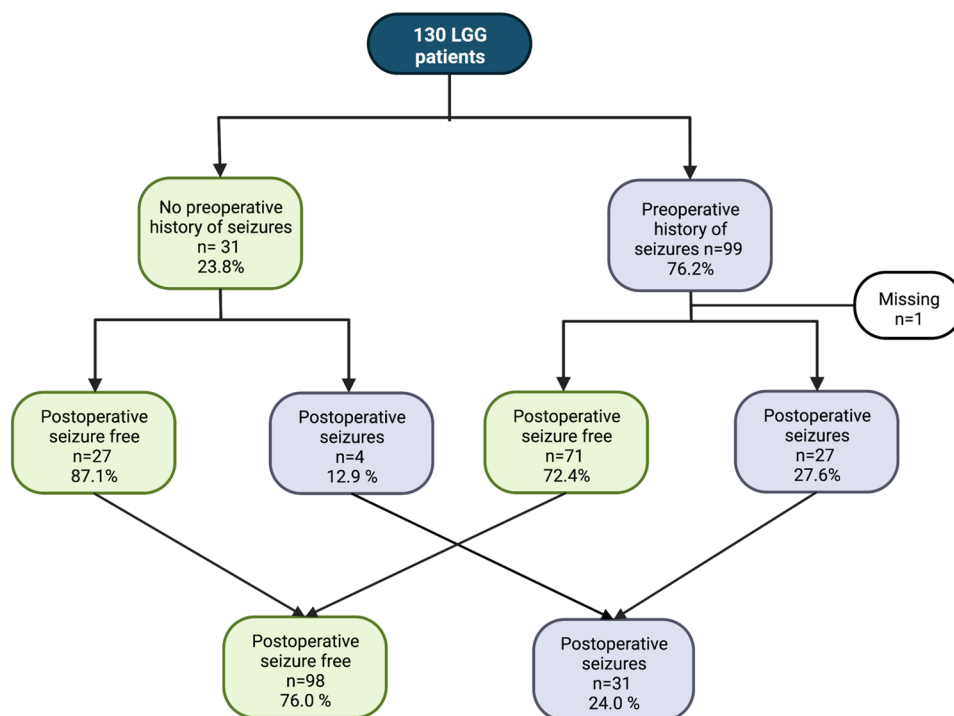 130 LGG
patients
No preoperative
history of seizures
n= 31
23.8%
Preoperative
history of
seizures n=99
76.2%
Missing
n=1
Postoperative
seizure free
n=27
87.1%
Postoperative
seizures
n=4
12.9 %
Postoperative
seizure free
n=71
72.4%
Postoperative
seizures
n=27
27.6%
Postoperative
seizure free
n=98
76.0 %
Postoperative
seizures
n=31
24.0 %